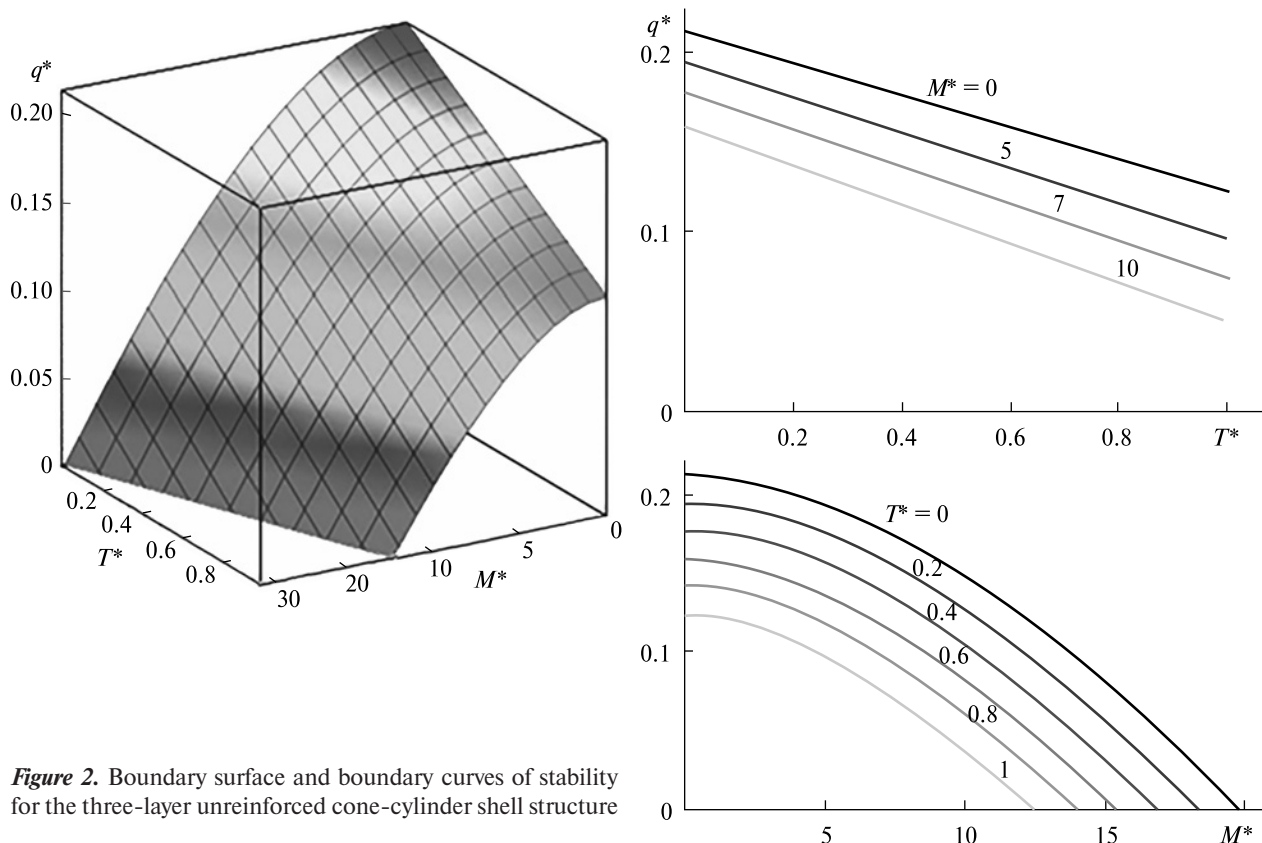 q*
0.20
0.15
0.10
0.05
0
0.2
0.4
0.6
0.8
T*
30
20
10
5
0
M*
q*
0.2
0.1
0
M* = 0
5
7
10
0.2 0.4 0.6 0.8 T*
0.2
0.1
0
T* = 0
0.2
0.4
0.6
0.8
1
5 10 15 M*
Figure 2. Boundary surface and boundary curves of stability
for the three-layer unreinforced cone-cylinder shell structure